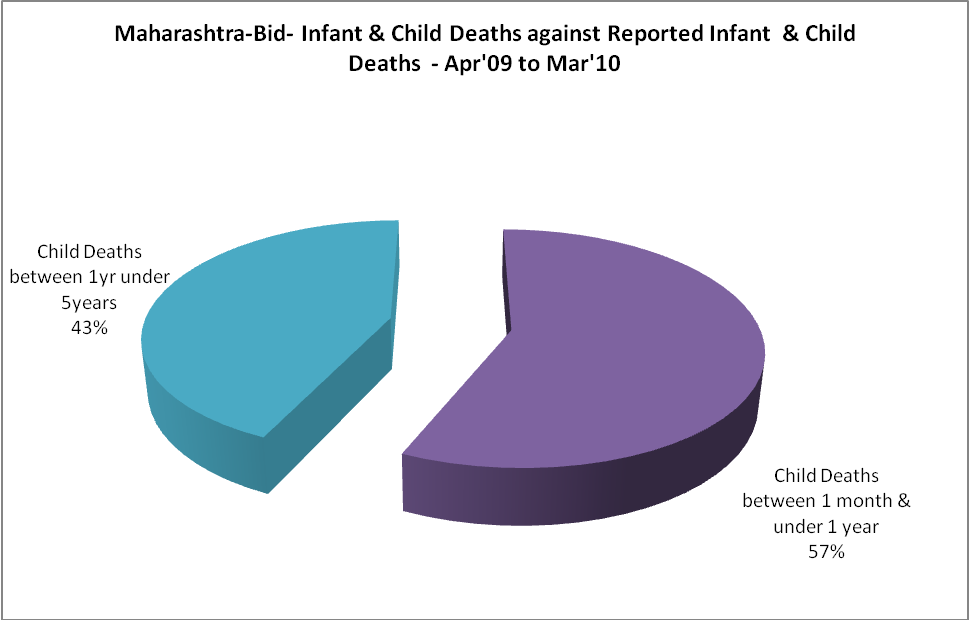 Maharashtra-Bid- Infant & Child Deaths against Reported Infant & Child
Deaths - Apr'09 to Mar'10
Child Deaths
between 1yr under
5years
43%
Child Deaths
between 1 month &
under 1 year
57%